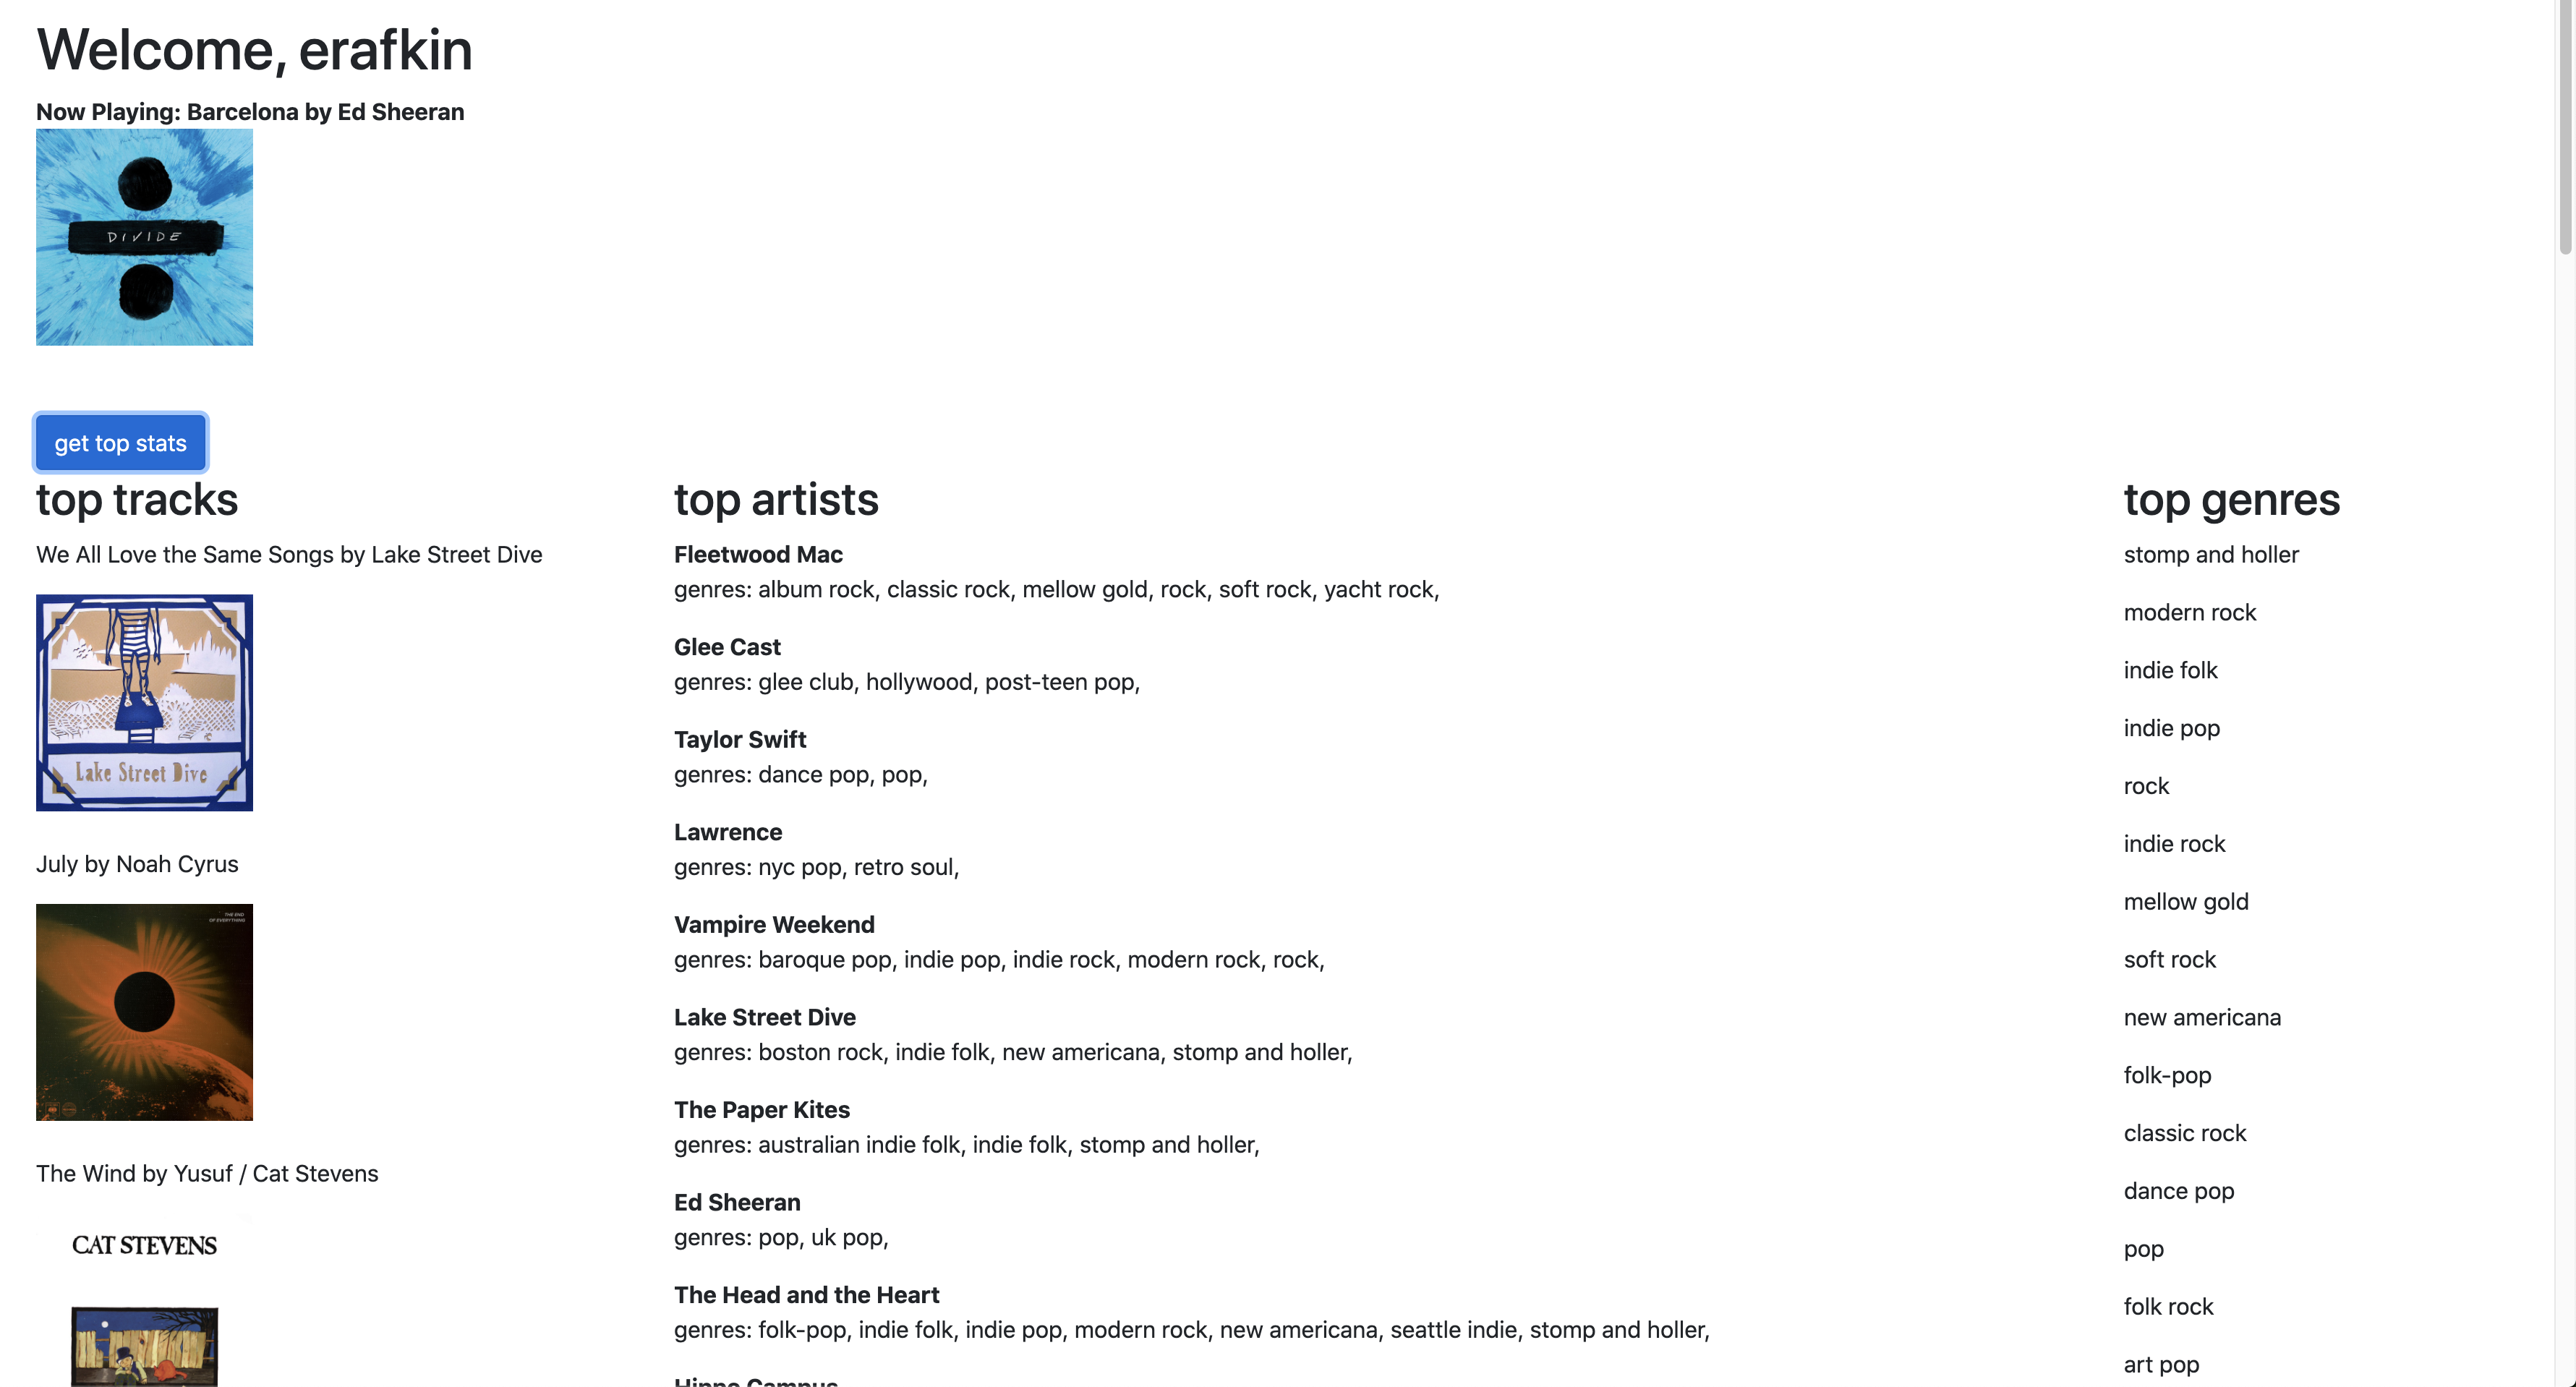 Welcome, erafkin
Now Playing: Barcelona by Ed Sheeran
DIVIDE
get top stats
top tracks
We All Love the Same Songs by Lake Street Dive
Lake Street Dive
July by Noah Cyrus
THE END
OF EVERYTHING
The Wind by Yusuf / Cat Stevens
CAT STEVENS
top artists
Fleetwood Mac
genres: album rock, classic rock, mellow gold, rock, soft rock, yacht rock,
Glee Cast
genres: glee club, hollywood, post-teen pop,
Taylor Swift
genres: dance pop, pop,
Lawrence
genres: nyc pop, retro soul,
Vampire Weekend
genres: baroque pop, indie pop, indie rock, modern rock, rock,
Lake Street Dive
genres: boston rock, indie folk, new americana, stomp and holler,
The Paper Kites
genres: australian indie folk, indie folk, stomp and holler,
Ed Sheeran
genres: pop, uk pop,
The Head and the Heart
genres: folk-pop, indie folk, indie pop, modern rock, new americana, seattle indie, stomp and holler,
Hippo Campus
top genres
stomp and holler
modern rock
indie folk
indie pop
rock
indie rock
mellow gold
soft rock
new americana
folk-pop
classic rock
dance pop
pop
folk rock
art pop